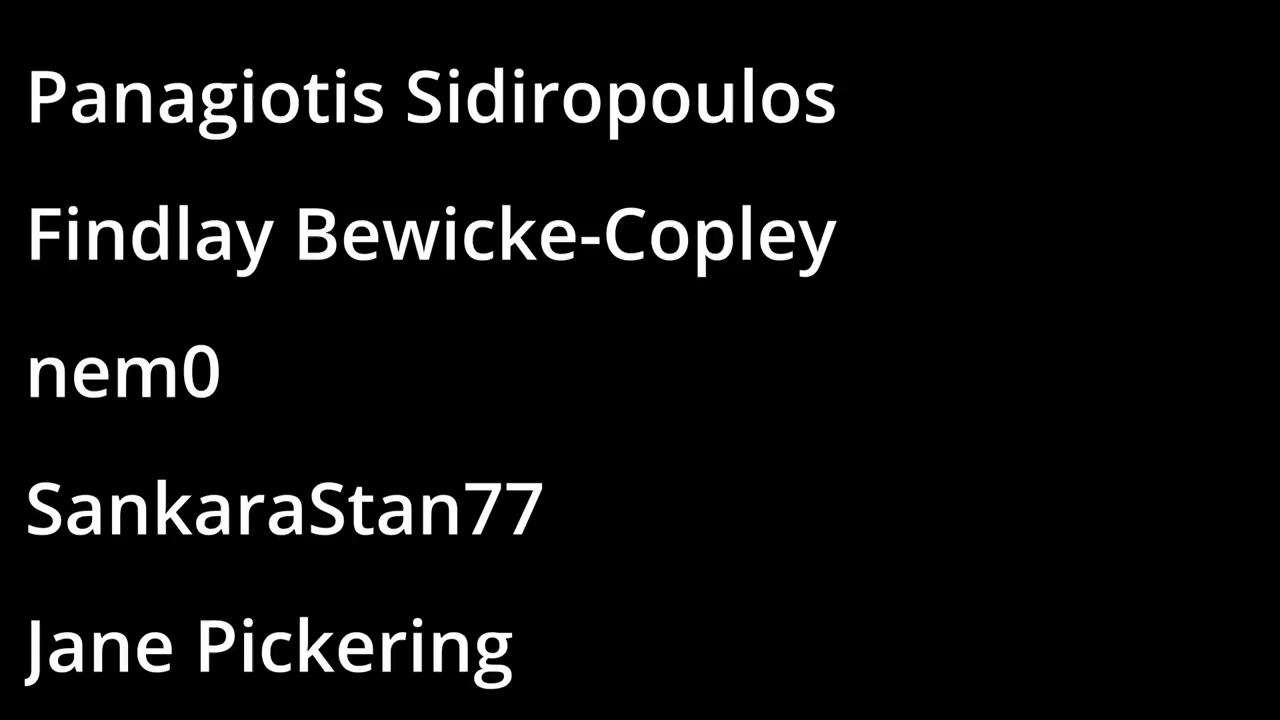 Panagiotis Sidiropoulos
Findlay Bewicke-Copley
nem0
SankaraStan77
Jane Pickering